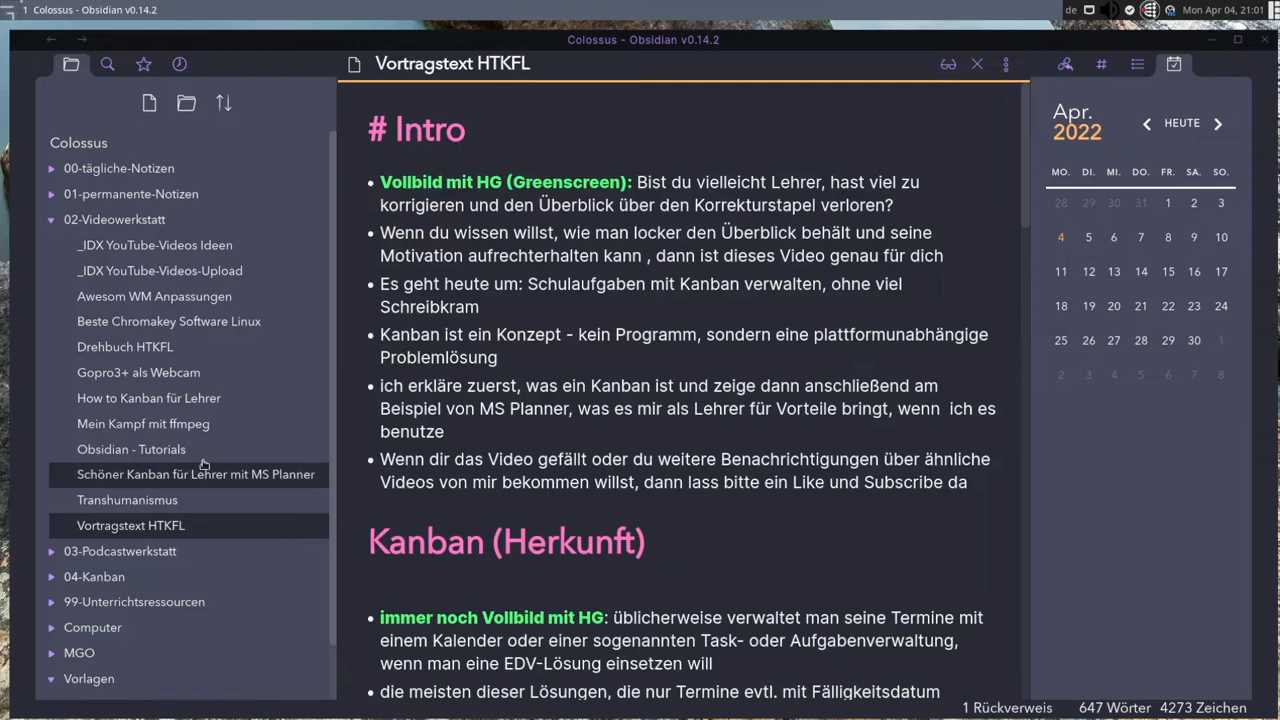 1 Colossus - Obsidian v0.14.2
de
Mon Apr 04, 21:01
Colossus - Obsidian v0.14.2
Vortragstext HTKFL
Colossus
00-tägliche-Notizen
01-permanente-Notizen
02-Videowerkstatt
_IDX YouTube-Videos Ideen
_IDX YouTube-Videos-Upload
Awesom WM Anpassungen
Beste Chromakey Software Linux
Drehbuch HTKFL
Gopro3+ als Webcam
How to Kanban für Lehrer
Mein Kampf mit ffmpeg
Obsidian - Tutorials
Schöner Kanban für Lehrer mit MS Planner
Transhumanismus
Vortragstext HTKFL
03-Podcastwerkstatt
04-Kanban
99-Unterrichtsressourcen
Computer
MGO
Vorlagen
# Intro
• Vollbild mit HG (Greenscreen): Bist du vielleicht Lehrer, hast viel zu
korrigieren und den Überblick über den Korrekturstapel verloren?
• Wenn du wissen willst, wie man locker den Überblick behält und seine
Motivation aufrechterhalten kann , dann ist dieses Video genau für dich
• Es geht heute um: Schulaufgaben mit Kanban verwalten, ohne viel
Schreibkram
• Kanban ist ein Konzept - kein Programm, sondern eine plattformunabhängige
Problemlösung
• ich erkläre zuerst, was ein Kanban ist und zeige dann anschließend am
Beispiel von MS Planner, was es mir als Lehrer für Vorteile bringt, wenn  ich es
benutze
• Wenn dir das Video gefällt oder du weitere Benachrichtigungen über ähnliche
Videos von mir bekommen willst, dann lass bitte ein Like und Subscribe da
Kanban (Herkunft)
• immer noch Vollbild mit HG: üblicherweise verwaltet man seine Termine mit
einem Kalender oder einer sogenannten Task- oder Aufgabenverwaltung,
wenn man eine EDV-Lösung einsetzen will
• die meisten dieser Lösungen, die nur Termine evtl. mit Fälligkeitsdatum
Apr.
2022
HEUTE
MO. DI. MI. DO. FR. SA. SO.
28 29 30 31 1 2 3
4 5 6 7 8 9 10
11 12 13 14 15 16 17
18 19 20 21 22 23 24
25 26 27 28 29 30 1
2 3 4 5 6 7 8
1 Rückverweis 647 Wörter 4273 Zeichen